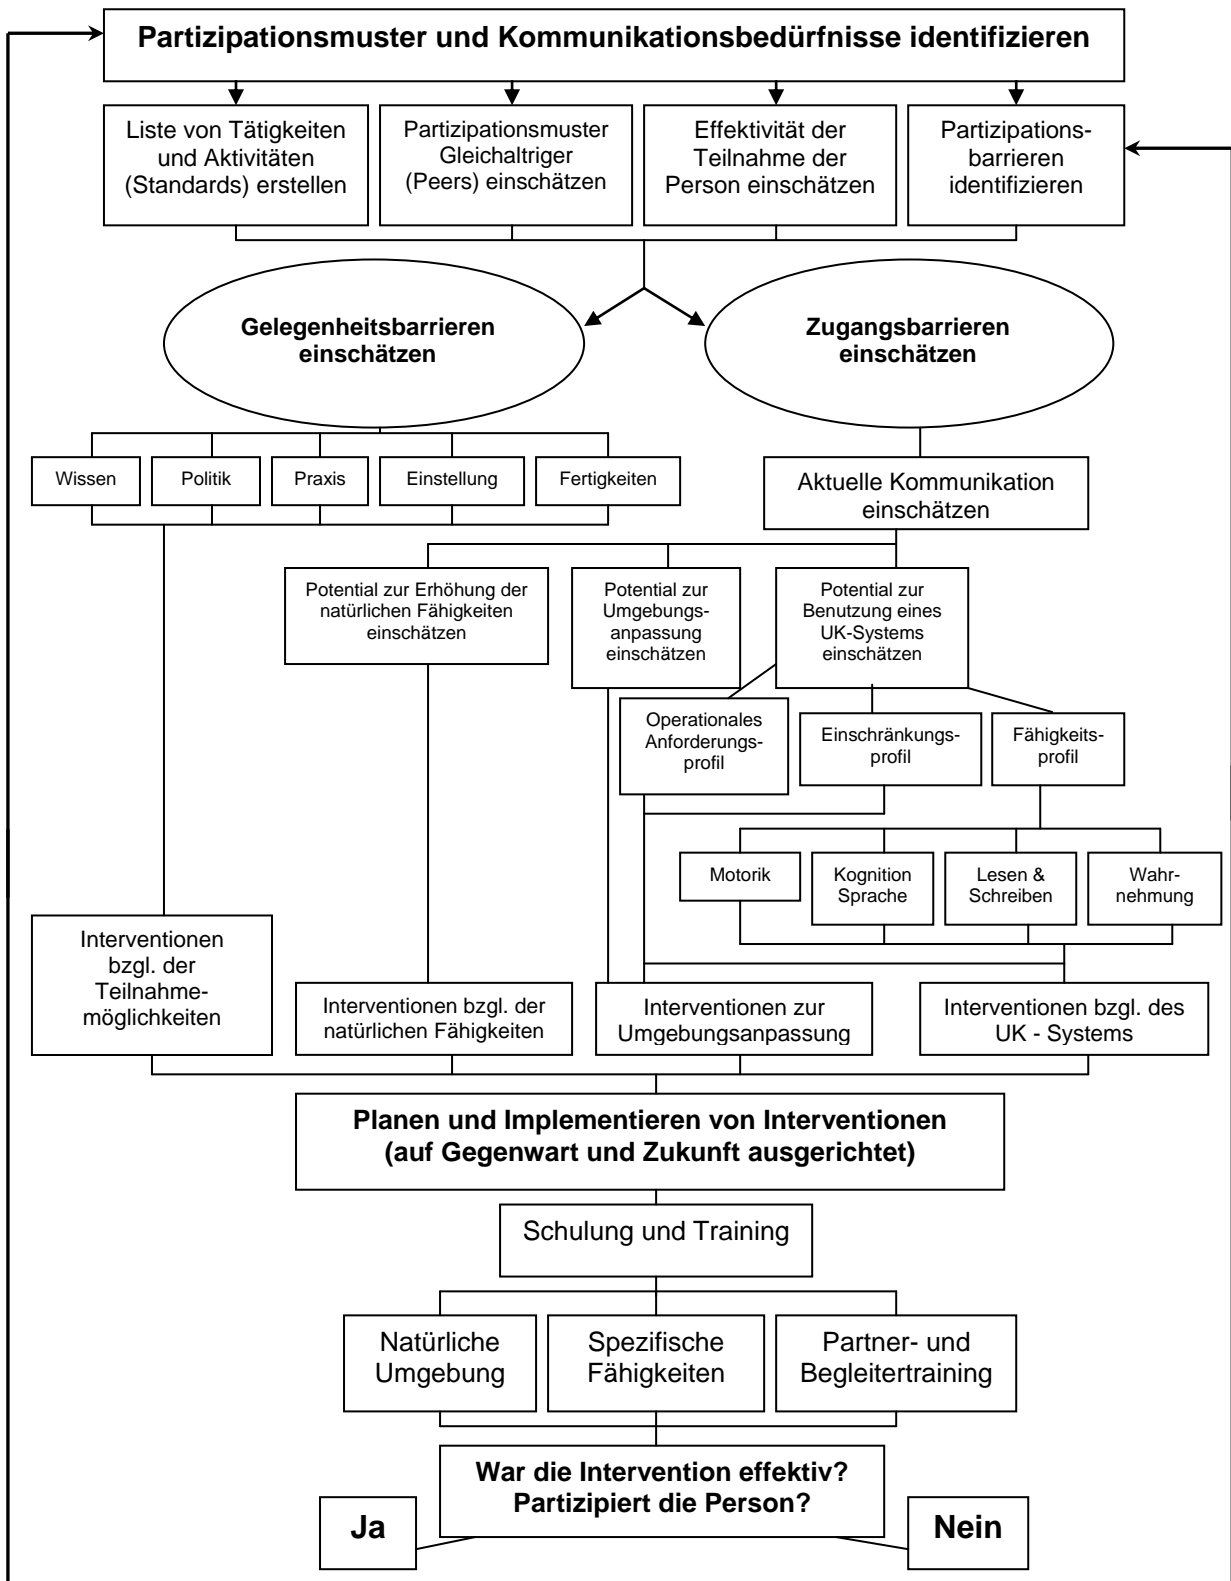 Partizipationsmuster und Kommunikationsbedürfnisse identifizieren
Liste von Tätigkeiten
und Aktivitäten
(Standards) erstellen
Partizipationsmuster
Gleichaltriger
(Peers) einschätzen
Effektivität der
Teilnahme der
Person einschätzen
Partizipations-
barrieren
identifizieren
Gelegenheitsbarrieren
einschätzen
Zugangsbarrieren
einschätzen
Wissen
Politik
Praxis
Einstellung
Fertigkeiten
Aktuelle Kommunikation
einschätzen
Potential zur Erhöhung der
natürlichen Fähigkeiten
einschätzen
Potential zur
Umgebungs-
anpassung
einschätzen
Potential zur
Benutzung eines
UK-Systems
einschätzen
Operationales
Anforderungs-
profil
Einschränkungs-
profil
Fähigkeits-
profil
Motorik
Kognition
Sprache
Lesen &
Schreiben
Wahr-
nehmung
Interventionen
bzgl. der
Teilnahme-
möglichkeiten
Interventionen bzgl. der
natürlichen Fähigkeiten
Interventionen zur
Umgebungsanpassung
Interventionen bzgl. des
UK - Systems
Planen und Implementieren von Interventionen
(auf Gegenwart und Zukunft ausgerichtet)
Schulung und Training
Natürliche
Umgebung
Spezifische
Fähigkeiten
Partner- und
Begleitertraining
War die Intervention effektiv?
Partizipiert die Person?
Ja
Nein